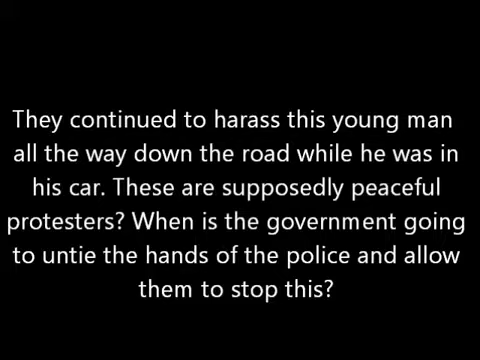 They continued to harass this young man
all the way down the road while he was in
his car. These are supposedly peaceful
protesters? When is the government going
to untie the hands of the police and allow
them to stop this?